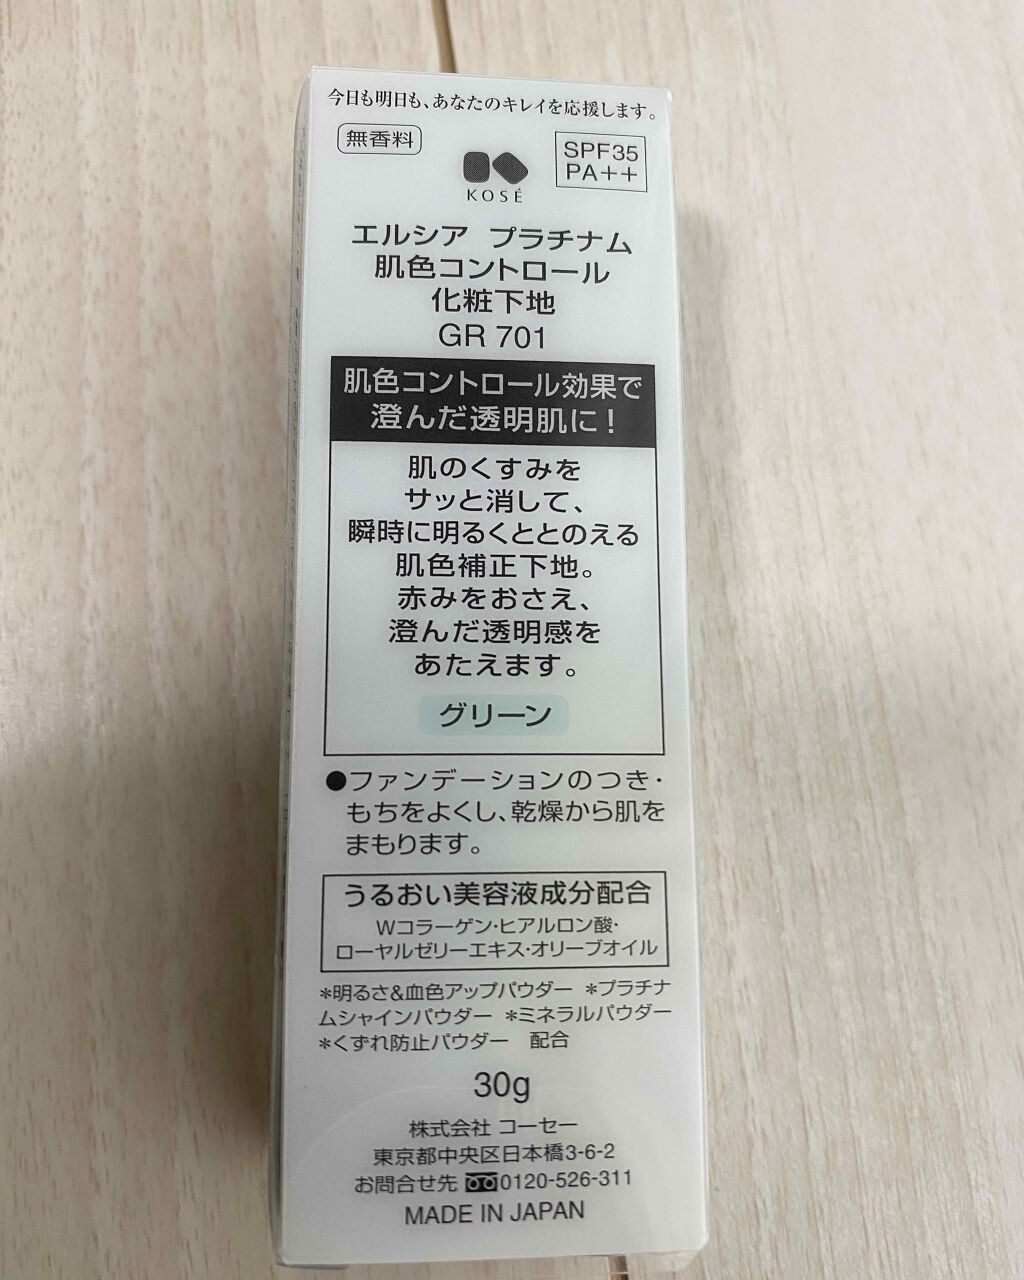 今日も明日も、あなたのキレイを応援します。
無香料
SPF35
PA++
KOSÉ
エルシア プラチナム
肌色コントロール
化粧下地
GR 701
肌色コントロール効果で
澄んだ透明肌に!
肌のくすみを
サッと消して、
瞬時に明るくととのえる
肌色補正下地。
赤みをおさえ、
澄んだ透明感を
あたえます。
グリーン
●ファンデーションのつき・
もちをよくし、乾燥から肌を
まもります。
うるおい美容液成分配合
Wコラーゲン・ヒアルロン酸・
ローヤルゼリーエキス・オリーブオイル
*明るさ&血色アップパウダー *プラチナ
ムシャインパウダー *ミネラルパウダー
*くずれ防止パウダー 配合
30g
株式会社 コーセー
東京都中央区日本橋3-6-2
お問合せ先 0120-526-311
MADE IN JAPAN